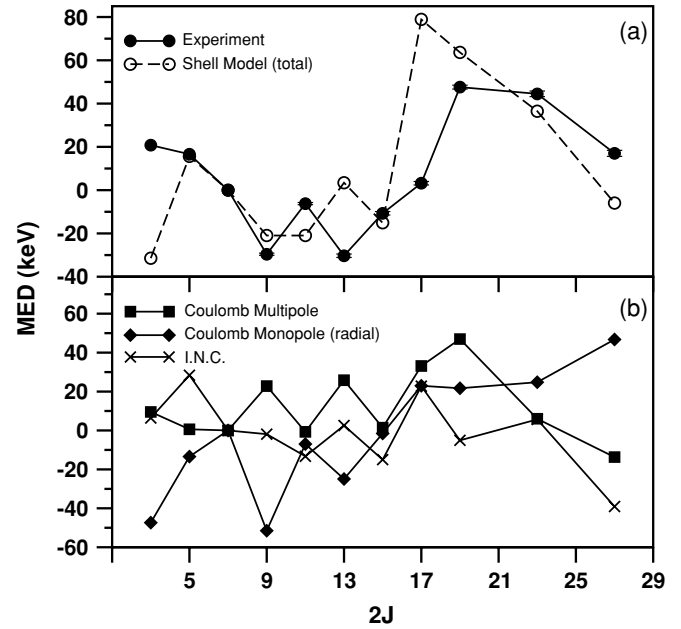 80
60
40
20
0
-20
-40
(a)
Experiment
Shell Model (total)
MED (keV)
60
40
20
0
-20
-40
-60
(b)
Coulomb Multipole
Coulomb Monopole (radial)
I.N.C.
5 9 13 17 21 25 29
2J